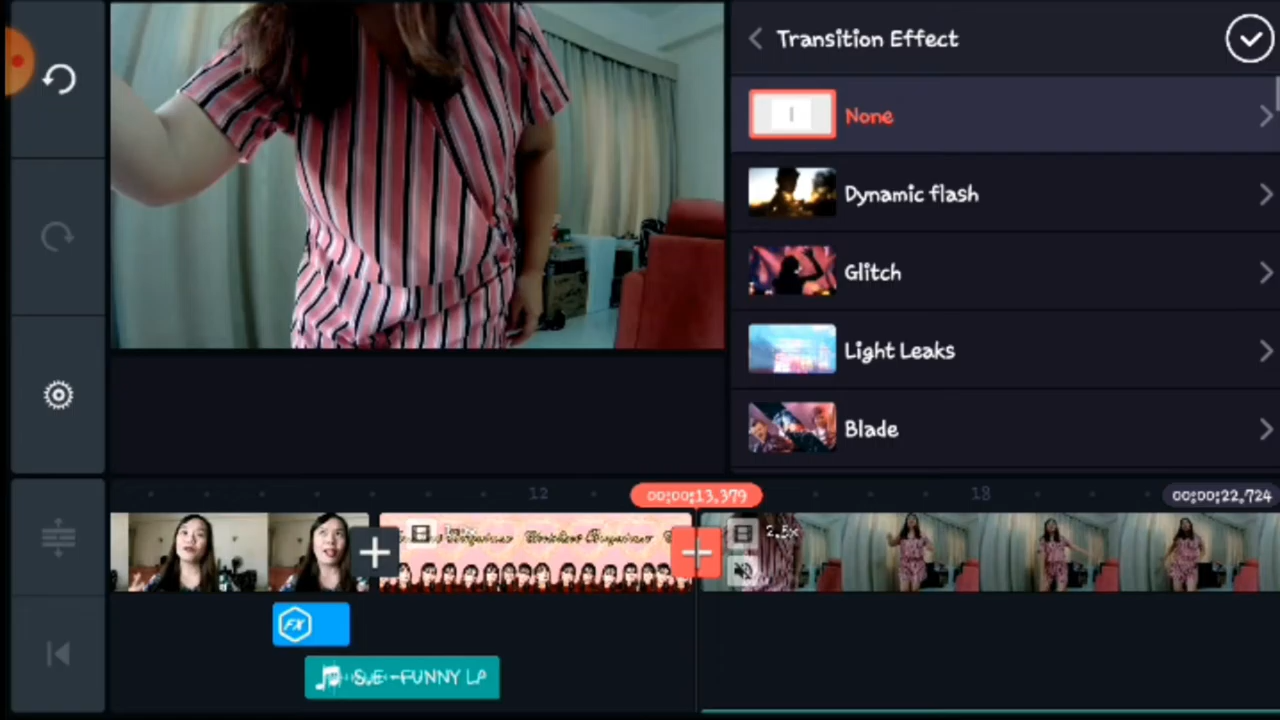 Transition Effect
None
Dynamic flash
Glitch
Light Leaks
Blade
12
00;00;13,379
18
00;00;22,724
2.5x
FX
S.E -FUNNY LA